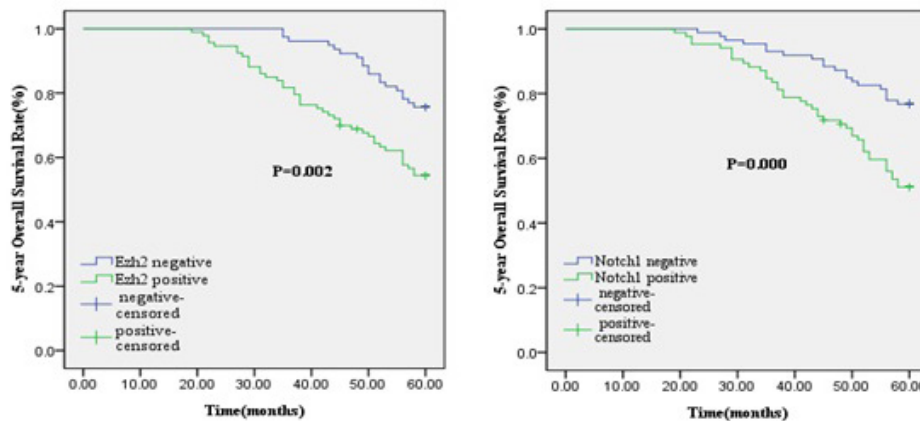 5-year Overall Survival Rate(%)
1.0
0.8
0.6
0.4
0.2
0.0
P=0.002
Ezh2 negative
Ezh2 positive
negative-
censored
positive-
censored
0.00 10.00 20.00 30.00 40.00 50.00 60.00
Time(months)
5-year Overall Survival Rate(%)
1.0
0.8
0.6
0.4
0.2
0.0
P=0.000
Notch1 negative
Notch1 positive
negative-
censored
positive-
censored
0.00 10.00 20.00 30.00 40.00 50.00 60.00
Time(months)